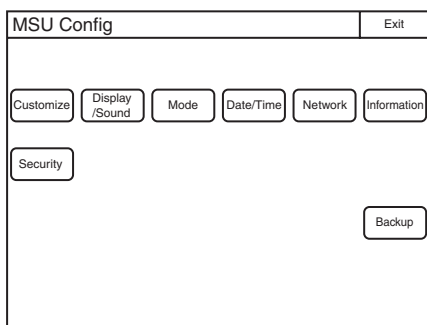 MSU Config Exit
Customize Display /Sound Mode Date/Time Network Information
Security
Backup